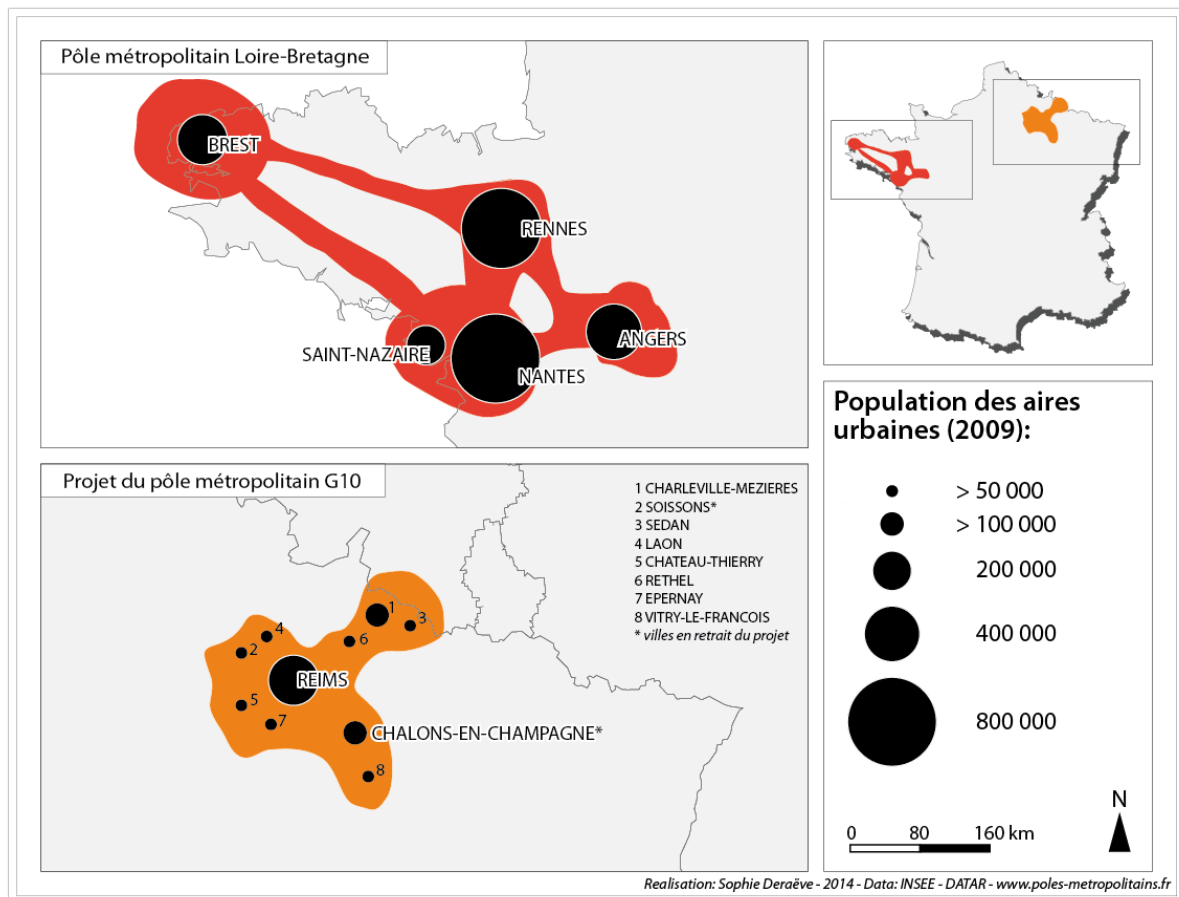 Pôle métropolitain Loire-Bretagne
BREST
RENNES
ANGERS
SAINT-NAZAIRE
NANTES
Projet du pôle métropolitain G10
1 CHARLEVILLE-MEZIERES
2 SOISSONS*
3 SEDAN
4 LAON
5 CHATEAU-THIERRY
6 RETHEL
7 EPERNAY
8 VITRY-LE-FRANCOIS
* villes en retrait du projet
1
3
4
6
2
REIMS
5
7
CHALONS-EN-CHAMPAGNE*
8
Population des aires
urbaines (2009):
> 50 000
> 100 000
200 000
400 000
800 000
N
0 80 160 km
Realisation: Sophie Deraëve - 2014 - Data: INSEE - DATAR - www.poles-metropolitains.fr